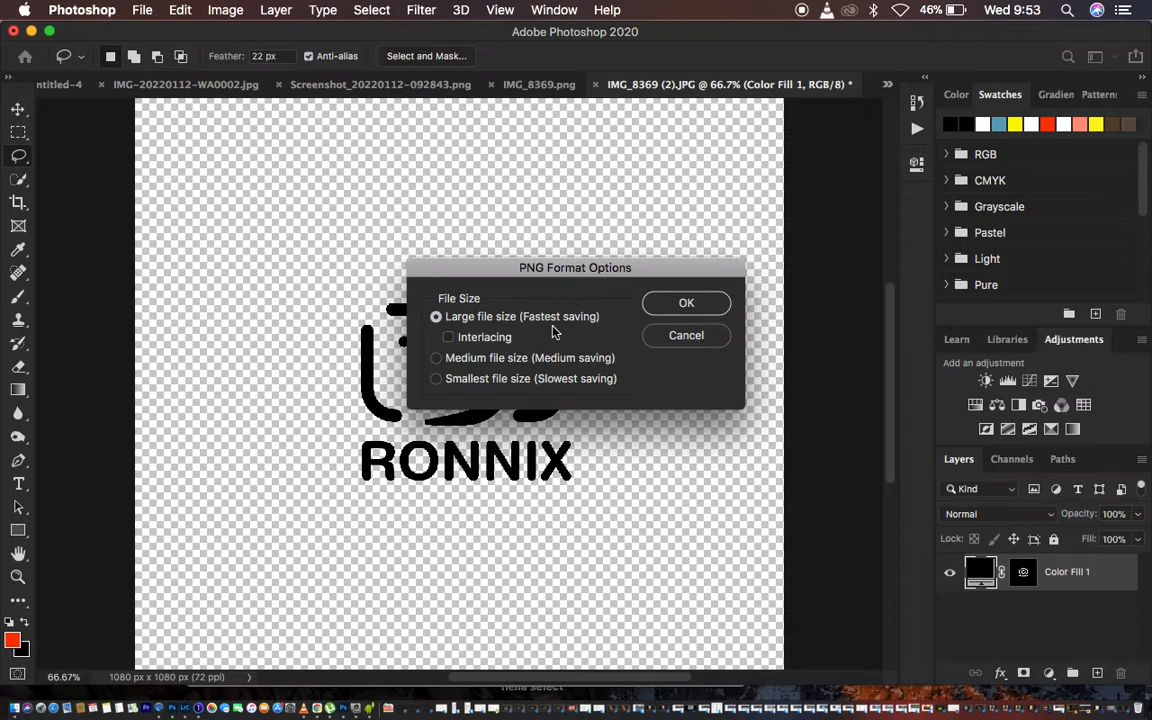 Photoshop File Edit Image Layer Type Select Filter 3D View Window Help 46% Wed 9:53
Adobe Photoshop 2020
Feather: 22 px Anti-alias Select and Mask...
ntitled-4 × IMG-20220112-WA0002.jpg × Screenshot_20220112-092843.png × IMG_8369.png × IMG_8369 (2).JPG @ 66.7% (Color Fill 1, RGB/8) *
Color Swatches Gradien Patterns
RGB
CMYK
Grayscale
Pastel
Light
Pure
PNG Format Options
File Size
Large file size (Fastest saving)
Interlacing
Medium file size (Medium saving)
Smallest file size (Slowest saving)
OK
Cancel
RONNIX
Learn Libraries Adjustments
Add an adjustment
Layers Channels Paths
Kind
Normal Opacity: 100%
Lock: Fill: 100%
Color Fill 1
66.67% 1080 px x 1080 px (72 ppi)